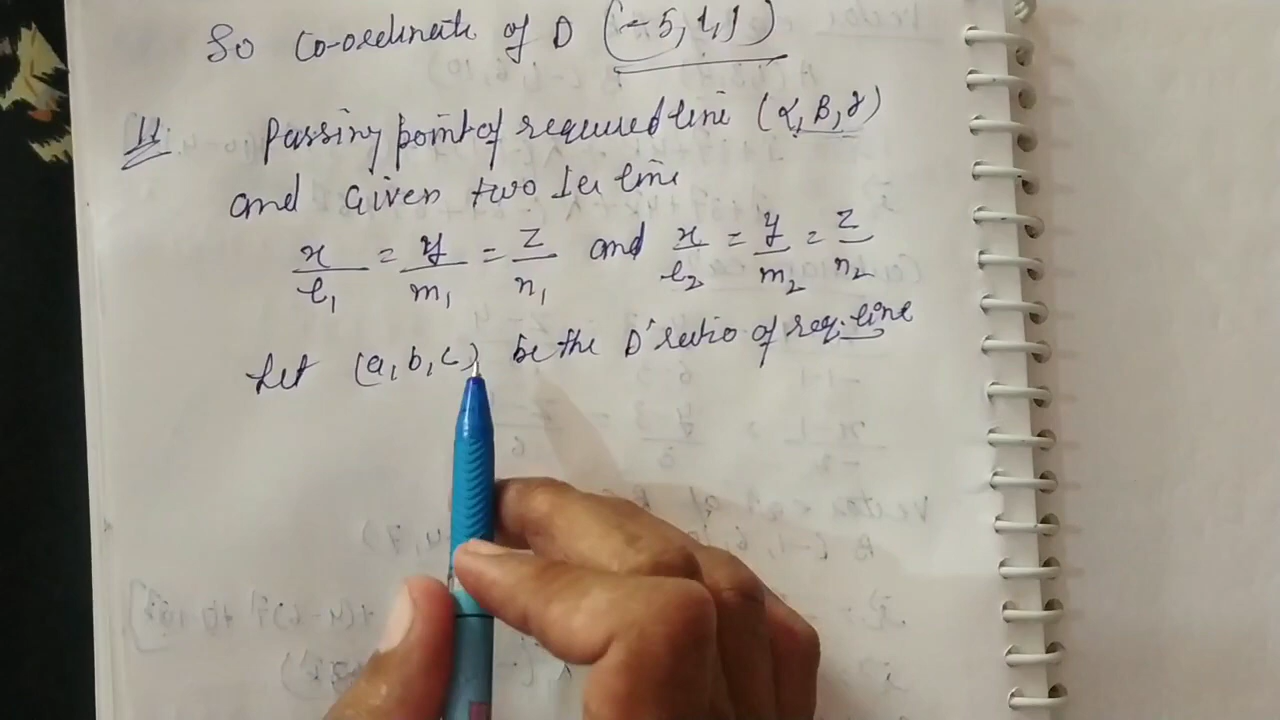 So Co-ordinate of D (-5, 4, 1)
11. Passing point of required line (α, β, γ)
and Given two Ler line
x/l₁ = y/m₁ = z/n₁ and x/l₂ = y/m₂ = z/n₂
Let (a, b, c) be the D'ratio of req. line